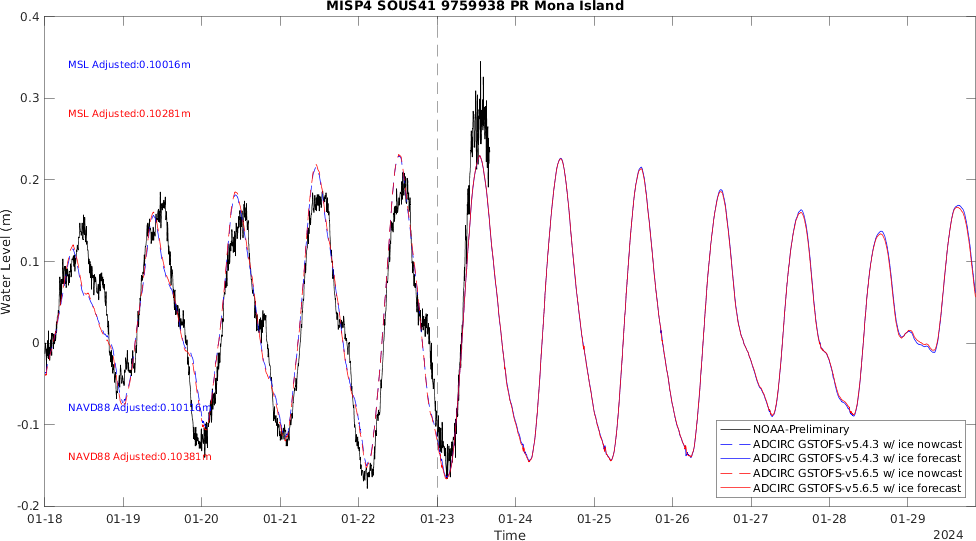 MISP4 SOUS41 9759938 PR Mona Island
0.4
MSL Adjusted:0.10016m
0.3
MSL Adjusted:0.10281m
0.2
0.1
Water Level (m)
0
NAVD88 Adjusted:0.10116m
-0.1
NAVD88 Adjusted:0.10381m
-0.2
NOAA-Preliminary
ADCIRC GSTOFS-v5.4.3 w/ ice nowcast
ADCIRC GSTOFS-v5.4.3 w/ ice forecast
ADCIRC GSTOFS-v5.6.5 w/ ice nowcast
ADCIRC GSTOFS-v5.6.5 w/ ice forecast
01-18 01-19 01-20 01-21 01-22 01-23 01-24 01-25 01-26 01-27 01-28 01-29
Time
2024